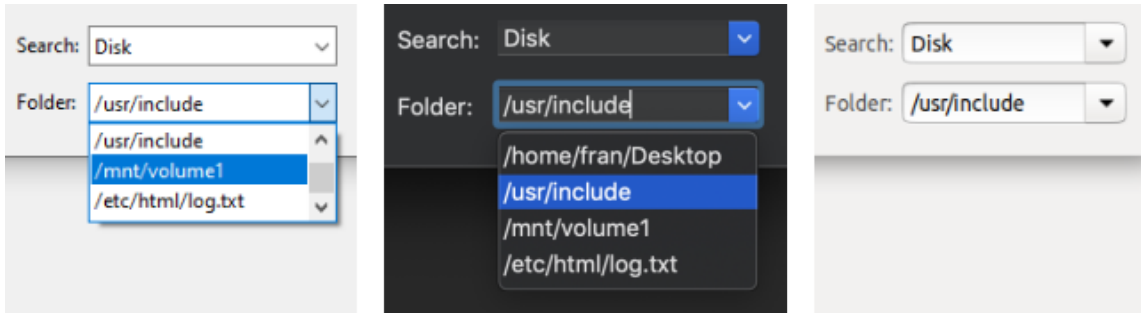 Search: Disk
Folder: /usr/include
/usr/include
/mnt/volume1
/etc/html/log.txt
Search: Disk
Folder: /usr/include
/home/fran/Desktop
/usr/include
/mnt/volume1
/etc/html/log.txt
Search: Disk
Folder: /usr/include